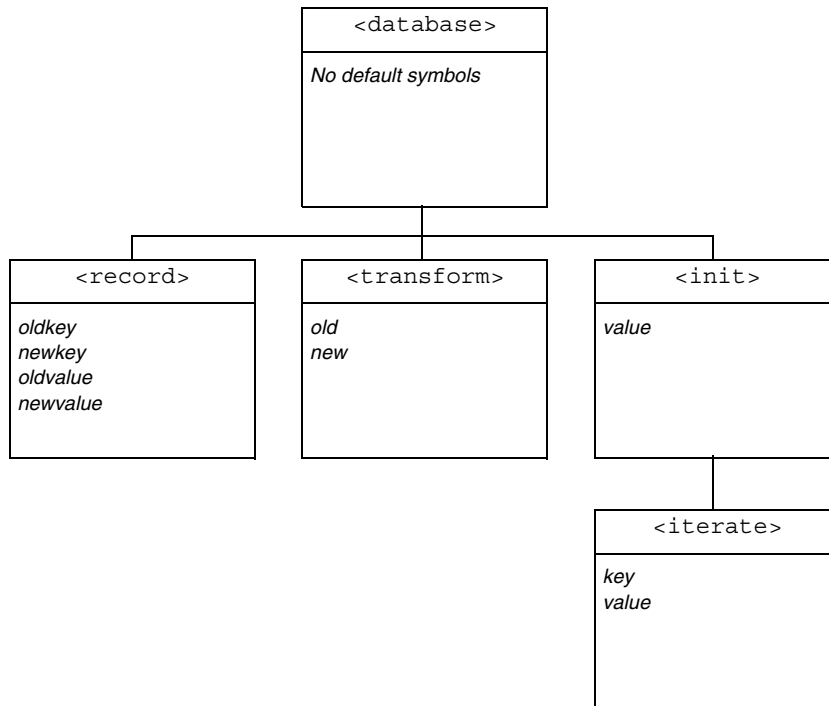 <database>
No default symbols
<record>
oldkey
newkey
oldvalue
newvalue
<transform>
old
new
<init>
value
<iterate>
key
value